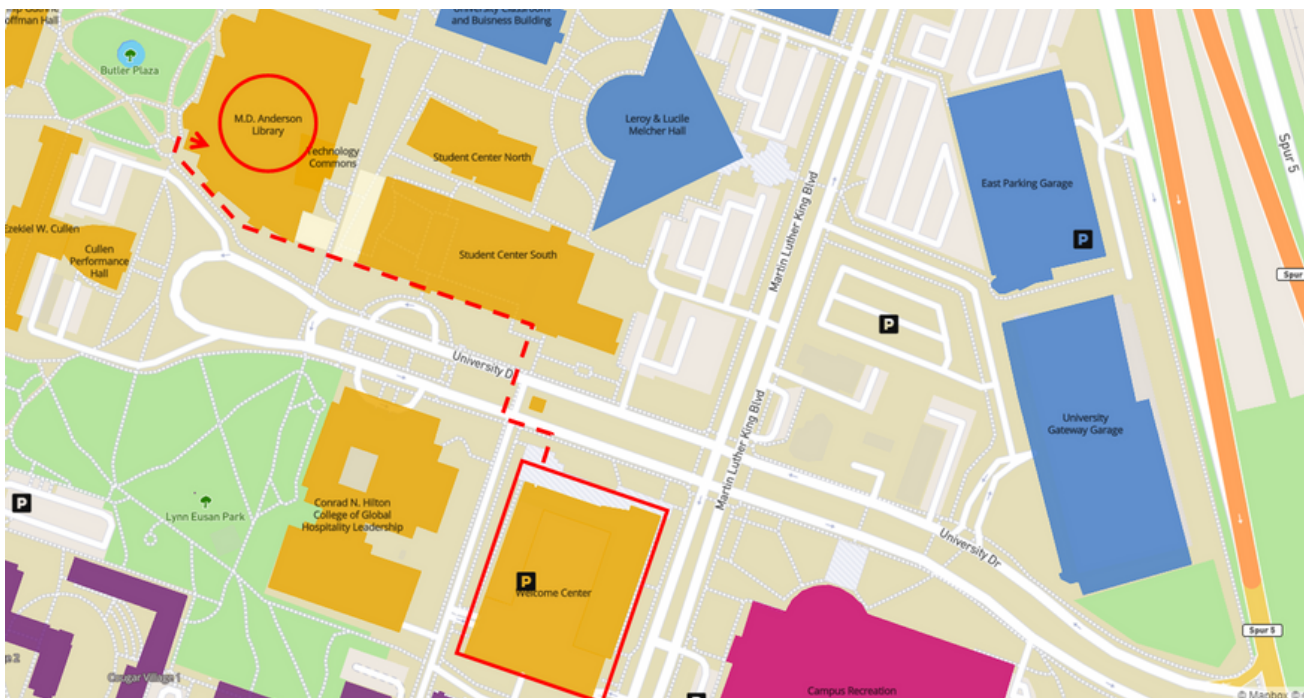 University Classroom
and Buisness Building
offman Hall
Butler Plaza
M.D. Anderson
Library
Technology
Commons
Student Center North
Leroy & Lucile
Melcher Hall
East Parking Garage
P
Spur 5
Spur
Martin Luther King Blvd
Ezekiel W. Cullen
Cullen
Performance
Hall
Student Center South
P
University Dr
Martin Luther King Blvd
University
Gateway Garage
P
Lynn Eusan Park
Conrad N. Hilton
College of Global
Hospitality Leadership
University Dr
P
Welcome Center
Spur 5
Cougar Village 1
P
Campus Recreation
© Mapbox ©